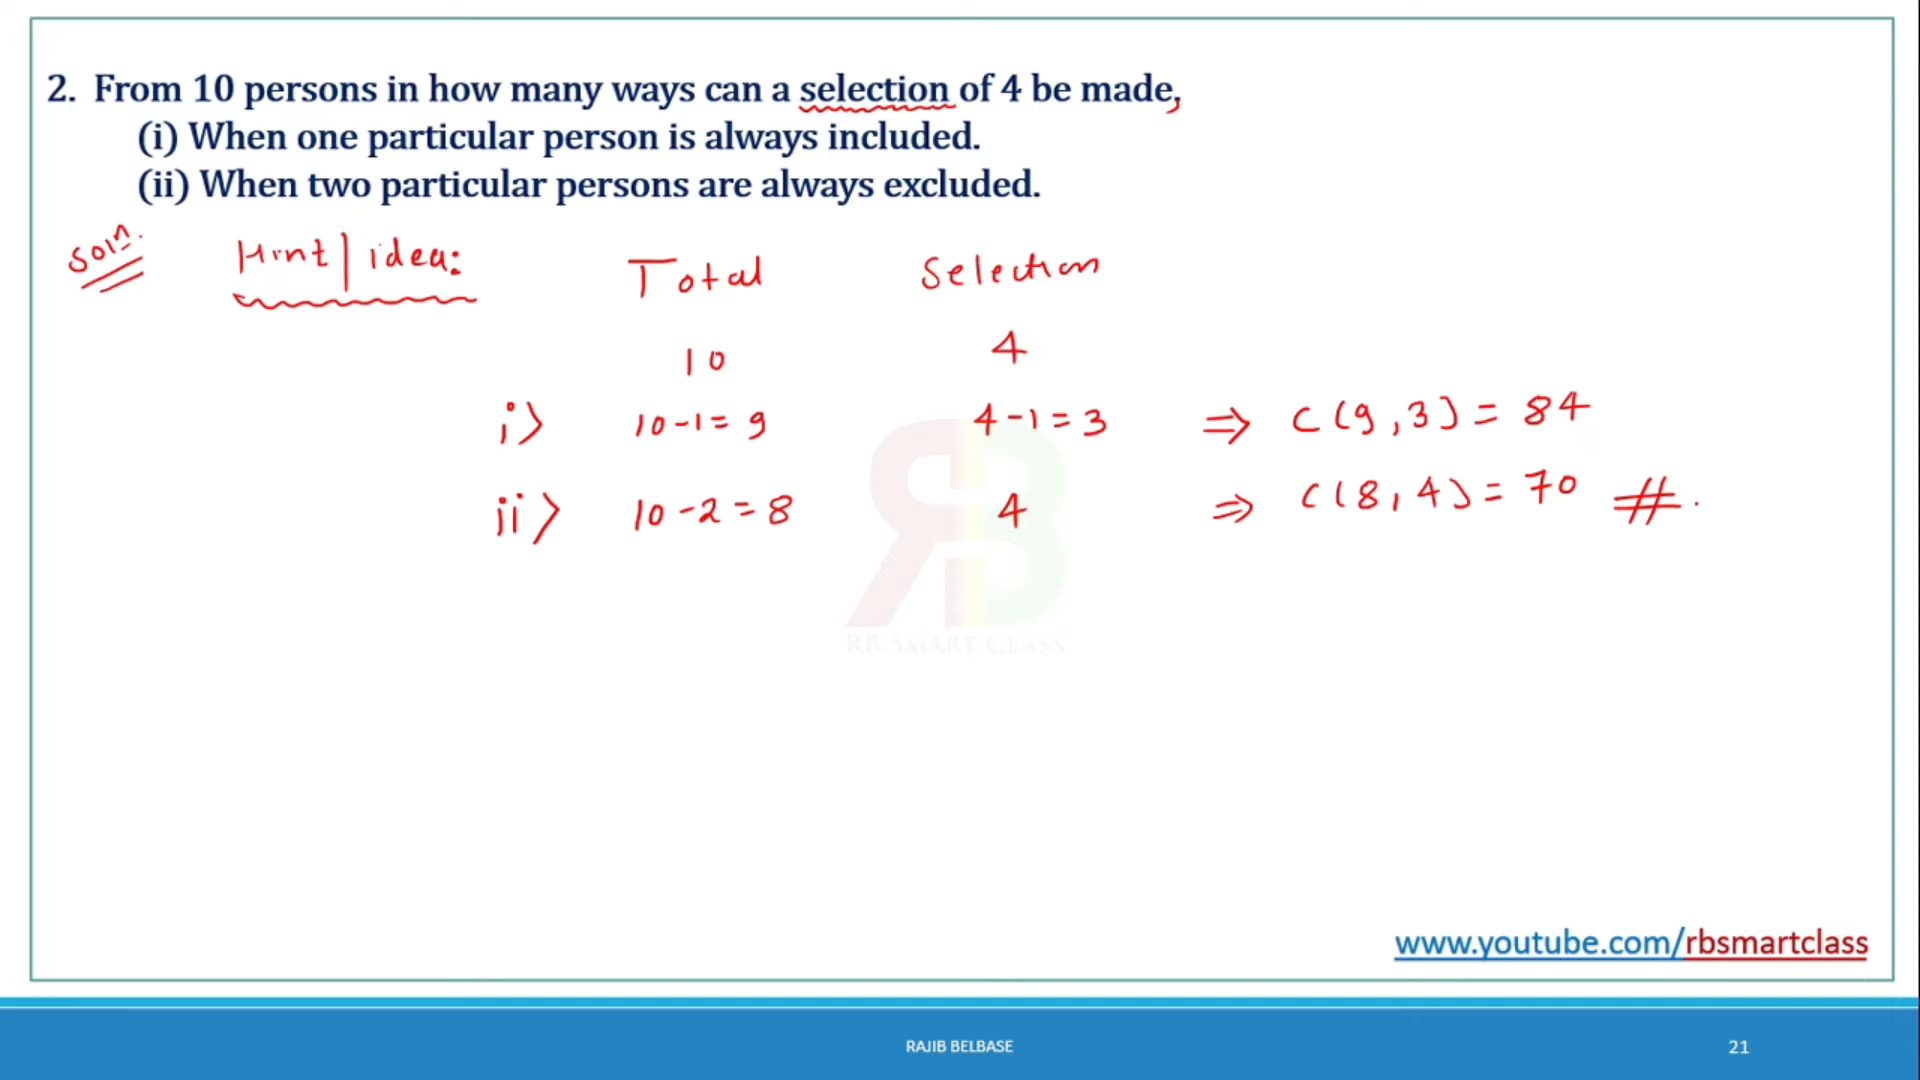 2. From 10 persons in how many ways can a selection of 4 be made,
(i) When one particular person is always included.
(ii) When two particular persons are always excluded.
Soln. Hint | idea: Total Selection
10 4
i) 10-1=9 4-1=3 ⇒ C(9,3)=84
ii) 10-2=8 4 ⇒ C(8,4)=70 #.
RB SMART CLASS
www.youtube.com/rbsmartclass
RAJIB BELBASE 21